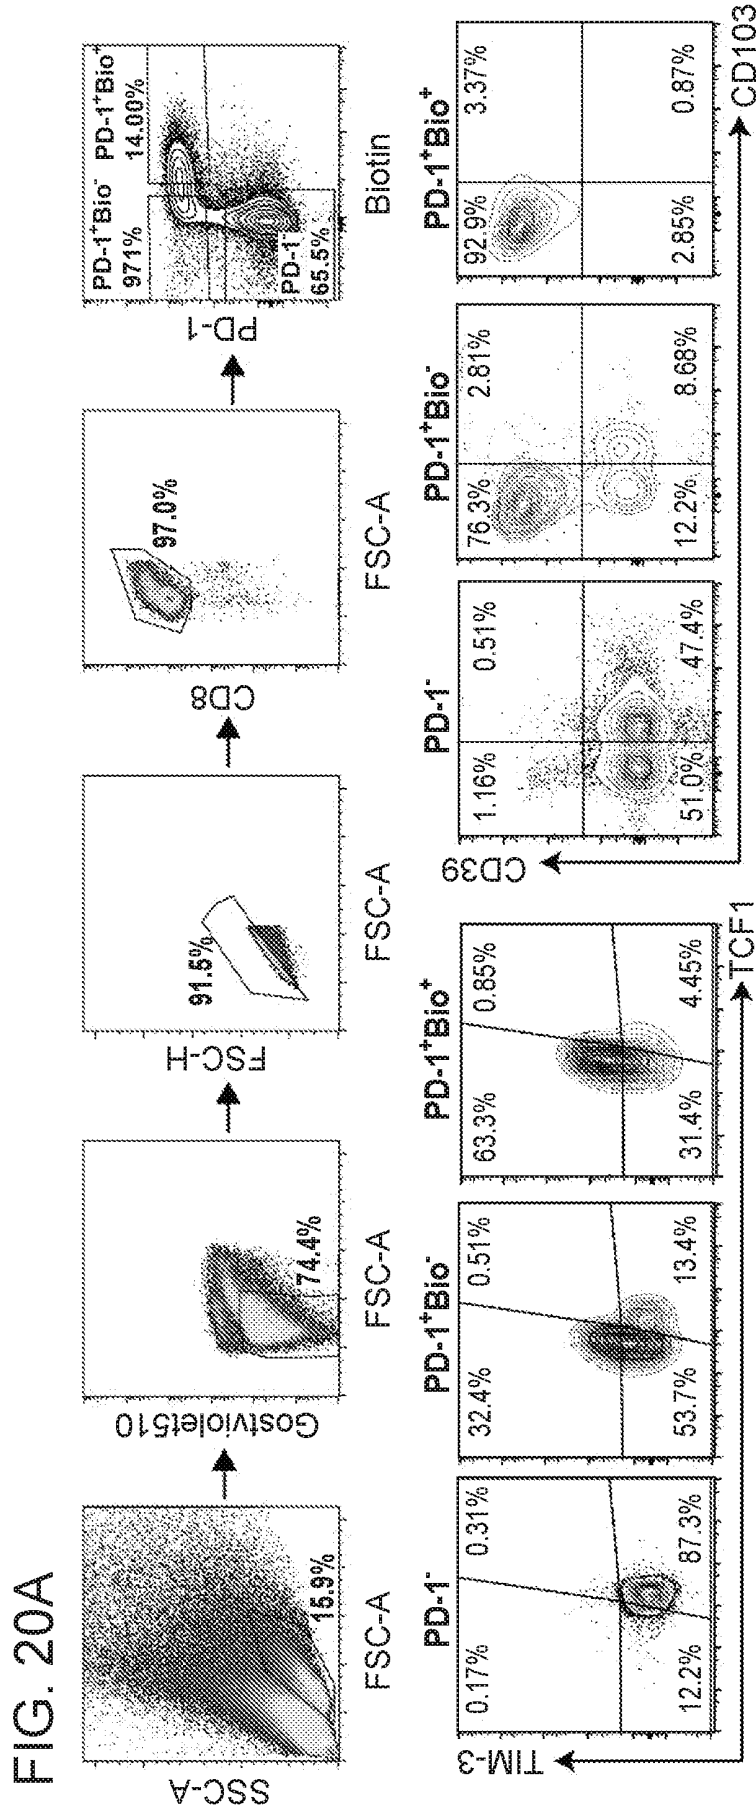 FIG. 20A
SSC-A
15.9%
FSC-A
Gostviolet510
74.4%
FSC-A
FSC-H
91.5%
FSC-A
CD8
97.0%
FSC-A
PD-1
PD-1+Bio- PD-1+Bio+
971% 14.00%
PD-1-
65.5%
Biotin
TIM-3
PD-1-
0.17% 0.31%
12.2% 87.3%
PD-1+Bio-
32.4% 0.51%
53.7% 13.4%
PD-1+Bio+
63.3% 0.85%
31.4% 4.45%
TCF1
CD39
PD-1-
1.16% 0.51%
51.0% 47.4%
PD-1+Bio-
76.3% 2.81%
12.2% 8.68%
PD-1+Bio+
92.9% 3.37%
2.85% 0.87%
CD103